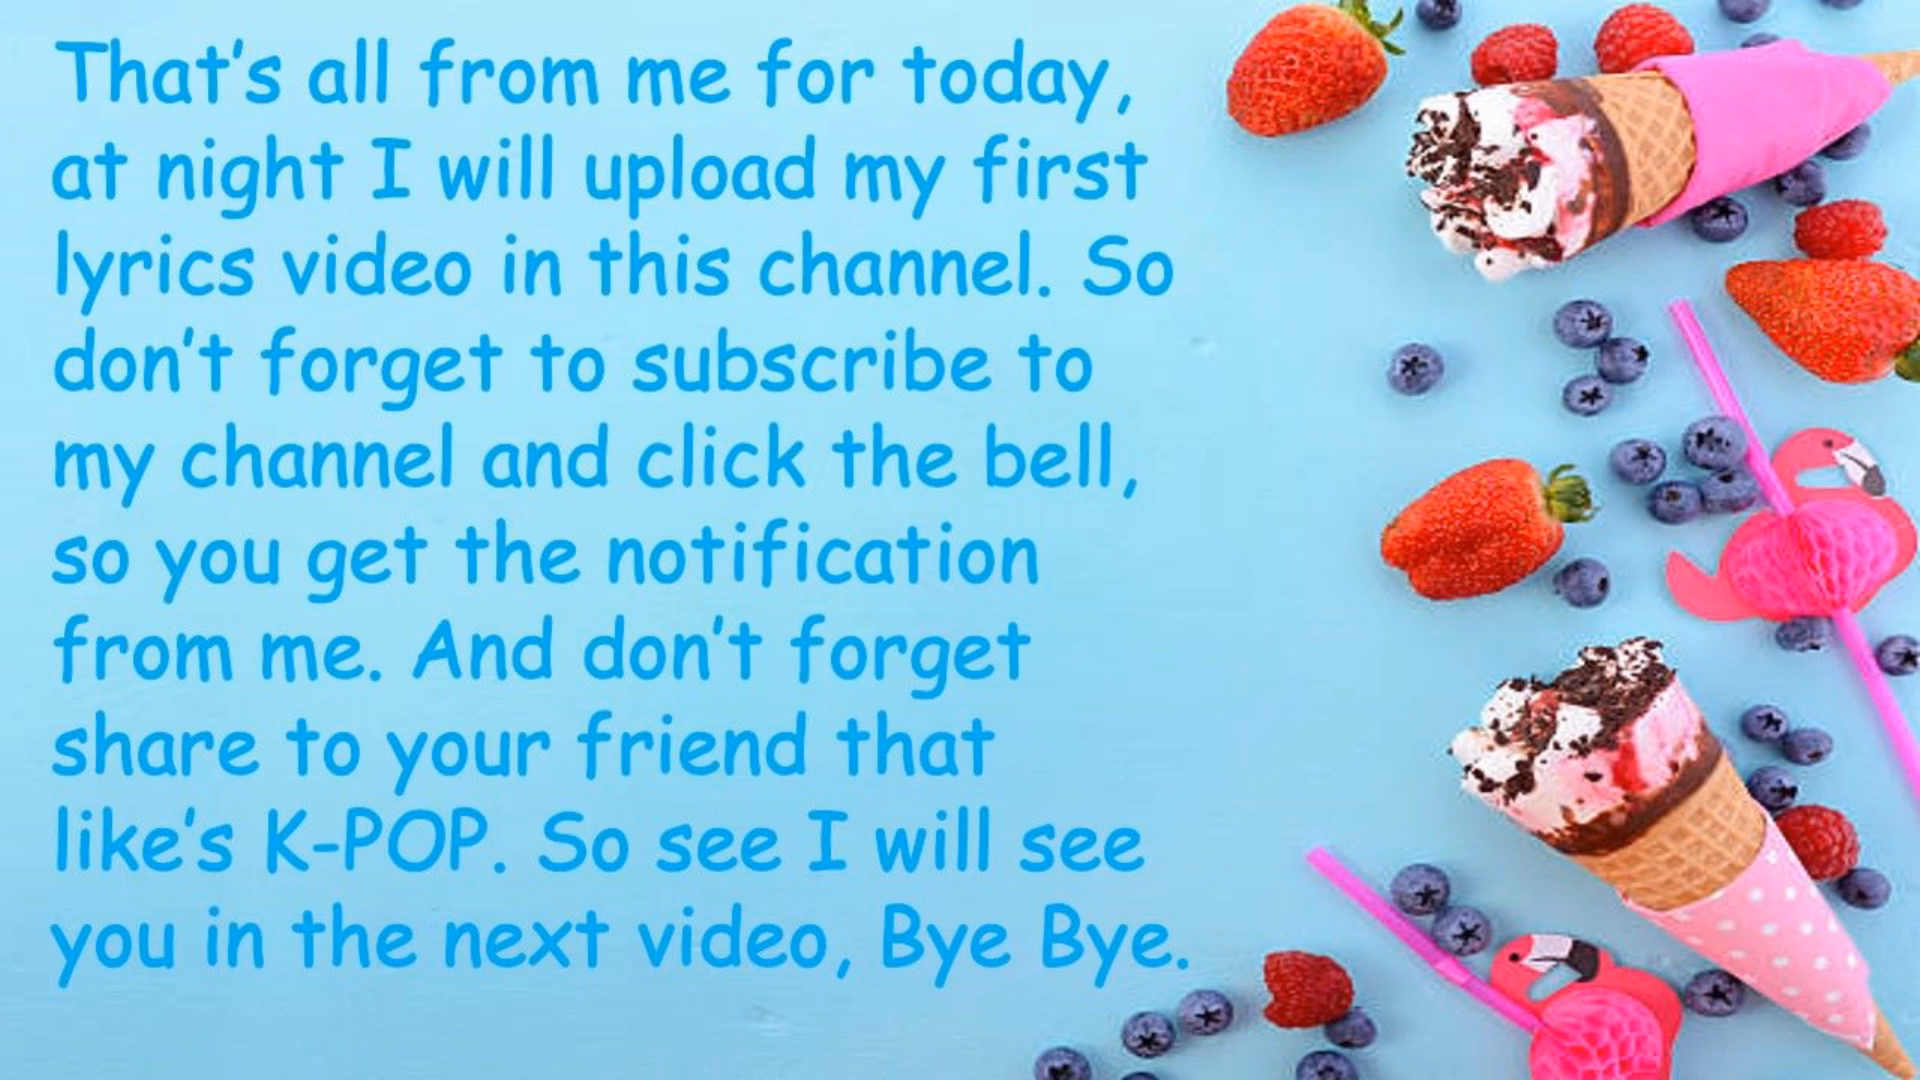 That's all from me for today,
at night I will upload my first
lyrics video in this channel. So
don't forget to subscribe to
my channel and click the bell,
so you get the notification
from me. And don't forget
share to your friend that
like's K-POP. So see I will see
you in the next video, Bye Bye.